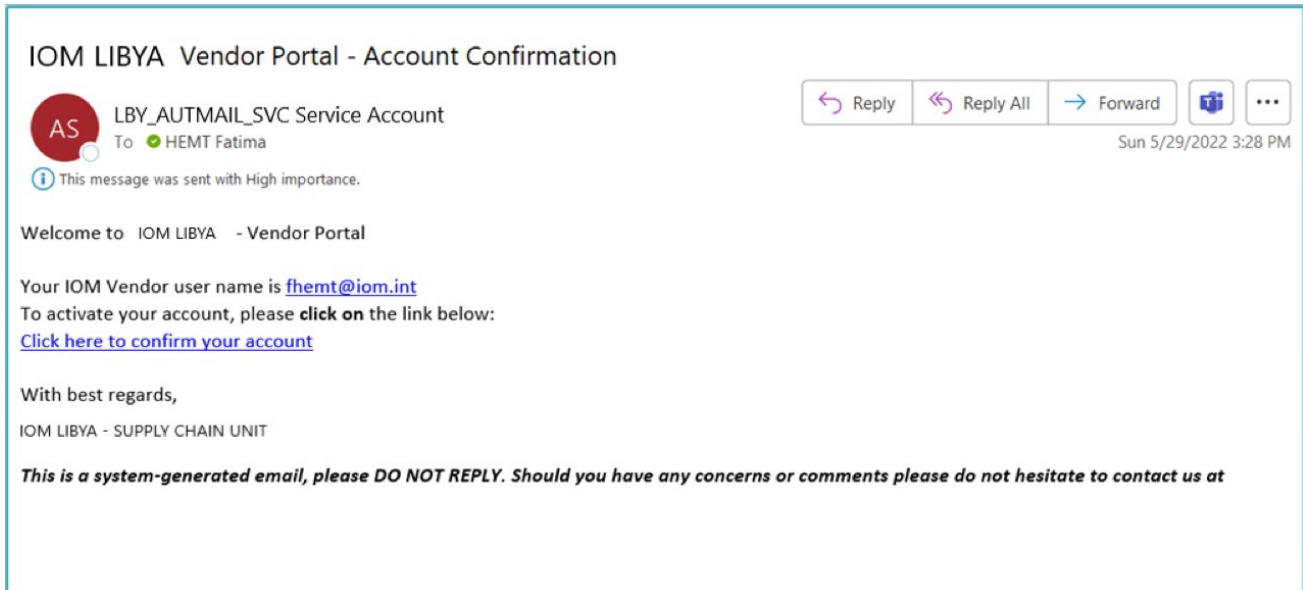 IOM LIBYA Vendor Portal - Account Confirmation
AS
LBY_AUTMAIL_SVC Service Account
To HEMT Fatima
Reply Reply All Forward
Sun 5/29/2022 3:28 PM
This message was sent with High importance.
Welcome to IOM LIBYA - Vendor Portal
Your IOM Vendor user name is fhemt@iom.int
To activate your account, please click on the link below:
Click here to confirm your account
With best regards,
IOM LIBYA - SUPPLY CHAIN UNIT
This is a system-generated email, please DO NOT REPLY. Should you have any concerns or comments please do not hesitate to contact us at